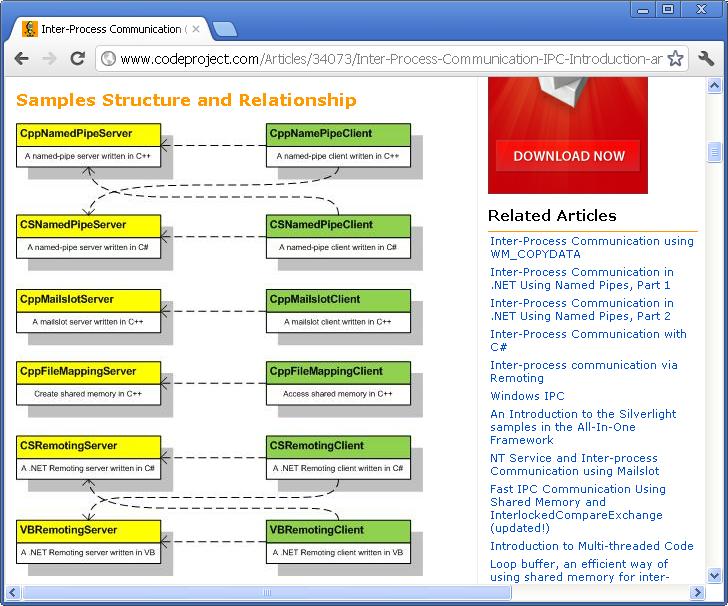 Inter-Process Communication (
www.codeproject.com/Articles/34073/Inter-Process-Communication-IPC-Introduction-ar
Samples Structure and Relationship
CppNamedPipeServer
A named-pipe server written in C++
CppNamePipeClient
A named-pipe client written in C++
CSNamedPipeServer
A named-pipe server written in C#
CSNamedPipeClient
A named-pipe client written in C#
CppMailslotServer
A mailslot server written in C++
CppMailslotClient
A mailslot client written in C++
CppFileMappingServer
Create shared memory in C++
CppFileMappingClient
Access shared memory in C++
CSRemotingServer
A .NET Remoting server written in C#
CSRemotingClient
A .NET Remoting client written in C#
VBRemotingServer
A .NET Remoting server written in VB
VBRemotingClient
A .NET Remoting client written in VB
DOWNLOAD NOW
Related Articles
Inter-Process Communication using
WM_COPYDATA
Inter-Process Communication in
.NET Using Named Pipes, Part 1
Inter-Process Communication in
.NET Using Named Pipes, Part 2
Inter-Process Communication with
C#
Inter-process communication via
Remoting
Windows IPC
An Introduction to the Silverlight
samples in the All-In-One
Framework
NT Service and Inter-process
Communication using Mailslot
Fast IPC Communication Using
Shared Memory and
InterlockedCompareExchange
(updated!)
Introduction to Multi-threaded Code
Loop buffer, an efficient way of
using shared memory for inter-